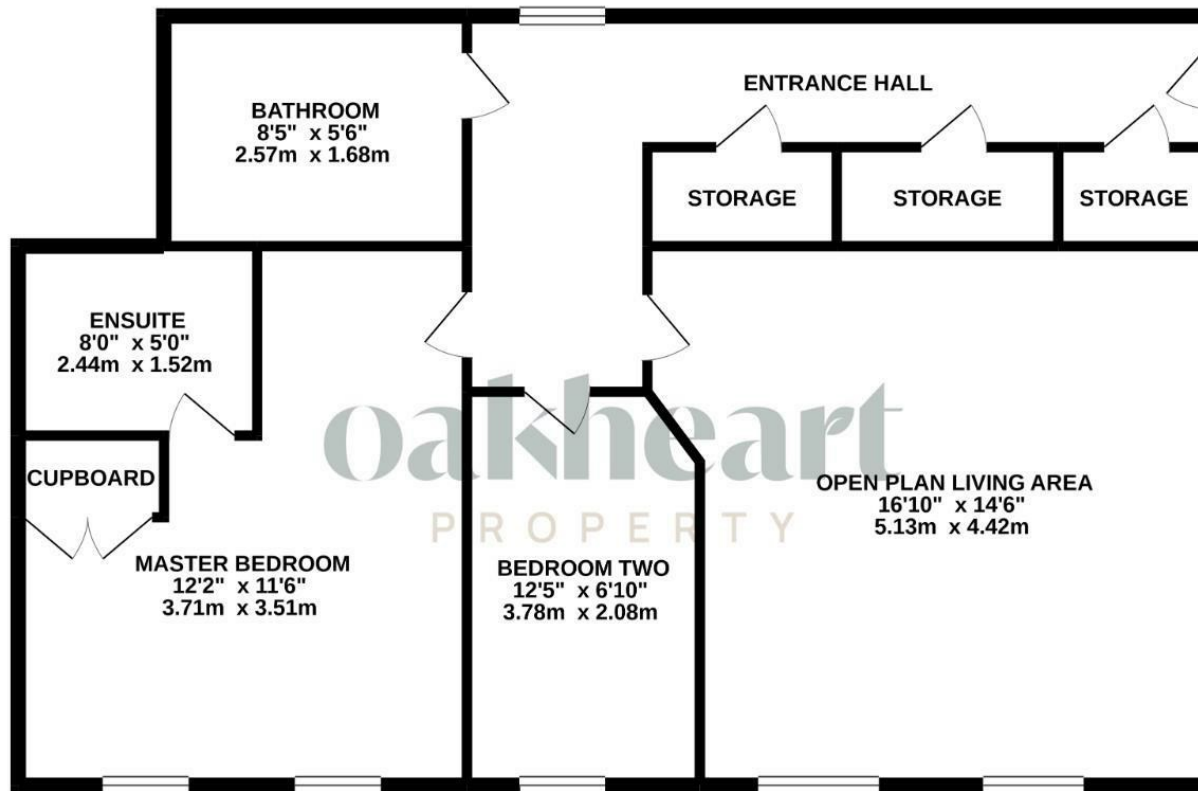 ENTRANCE HALL
BATHROOM
8'5" x 5'6"
2.57m x 1.68m
STORAGE
STORAGE
STORAGE
ENSUITE
8'0" x 5'0"
2.44m x 1.52m
oakheart
PROPERTY
CUPBOARD
OPEN PLAN LIVING AREA
16'10" x 14'6"
5.13m x 4.42m
MASTER BEDROOM
12'2" x 11'6"
3.71m x 3.51m
BEDROOM TWO
12'5" x 6'10"
3.78m x 2.08m